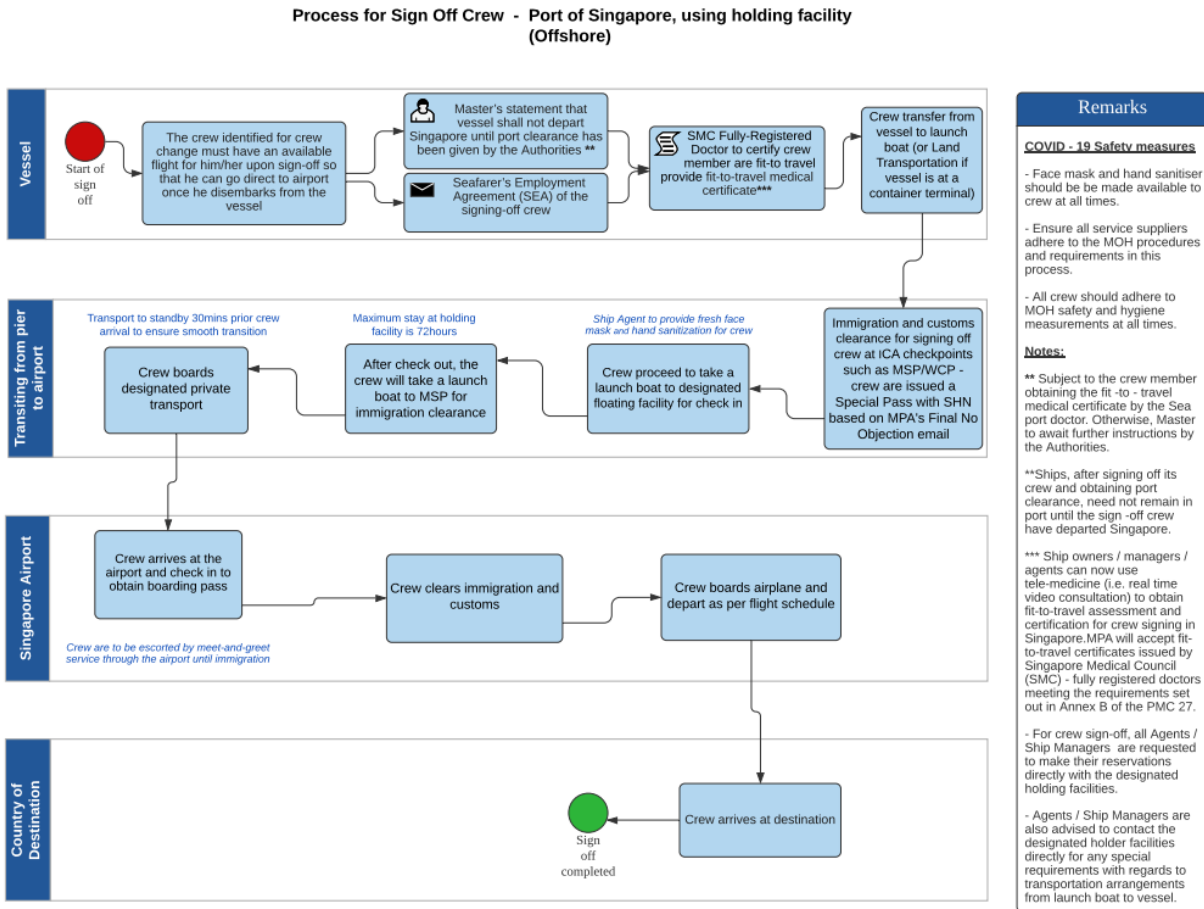 Process for Sign Off Crew - Port of Singapore, using holding facility
(Offshore)
Vessel
Start of
sign
off
The crew identified for crew
change must have an available
flight for him/her upon sign-off so
that he can go direct to airport
once he disembarks from the
vessel
Master's statement that
vessel shall not depart
Singapore until port clearance has
been given by the Authorities **
Seafarer's Employment
Agreement (SEA) of the
signing-off crew
SMC Fully-Registered
Doctor to certify crew
member are fit-to travel
provide fit-to-travel medical
certificate***
Crew transfer from
vessel to launch
boat (or Land
Transportation if
vessel is at a
container terminal)
Transiting from pier
to airport
Transport to standby 30mins prior crew
arrival to ensure smooth transition
Crew boards
designated private
transport
Maximum stay at holding
facility is 72hours
After check out, the
crew will take a launch
boat to MSP for
immigration clearance
Ship Agent to provide fresh face
mask and hand sanitization for crew
Crew proceed to take a
launch boat to designated
floating facility for check in
Immigration and customs
clearance for signing off
crew at ICA checkpoints
such as MSP/WCP -
crew are issued a
Special Pass with SHN
based on MPA's Final No
Objection email
Singapore Airport
Crew arrives at the
airport and check in to
obtain boarding pass
Crew are to be escorted by meet-and-greet
service through the airport until immigration
Crew clears immigration and
customs
Crew boards airplane and
depart as per flight schedule
Country of
Destination
Sign
off
completed
Crew arrives at destination
Remarks
COVID - 19 Safety measures
- Face mask and hand sanitiser
should be be made available to
crew at all times.
- Ensure all service suppliers
adhere to the MOH procedures
and requirements in this
process.
- All crew should adhere to
MOH safety and hygiene
measurements at all times.
Notes:
** Subject to the crew member
obtaining the fit -to - travel
medical certificate by the Sea
port doctor. Otherwise, Master
to await further instructions by
the Authorities.
**Ships, after signing off its
crew and obtaining port
clearance, need not remain in
port until the sign -off crew
have departed Singapore.
*** Ship owners / managers /
agents can now use
tele-medicine (i.e. real time
video consultation) to obtain
fit-to-travel assessment and
certification for crew signing in
Singapore.MPA will accept fit-
to-travel certificates issued by
Singapore Medical Council
(SMC) - fully registered doctors
meeting the requirements set
out in Annex B of the PMC 27.
- For crew sign-off, all Agents /
Ship Managers are requested
to make their reservations
directly with the designated
holding facilities.
- Agents / Ship Managers are
also advised to contact the
designated holder facilities
directly for any special
requirements with regards to
transportation arrangements
from launch boat to vessel.